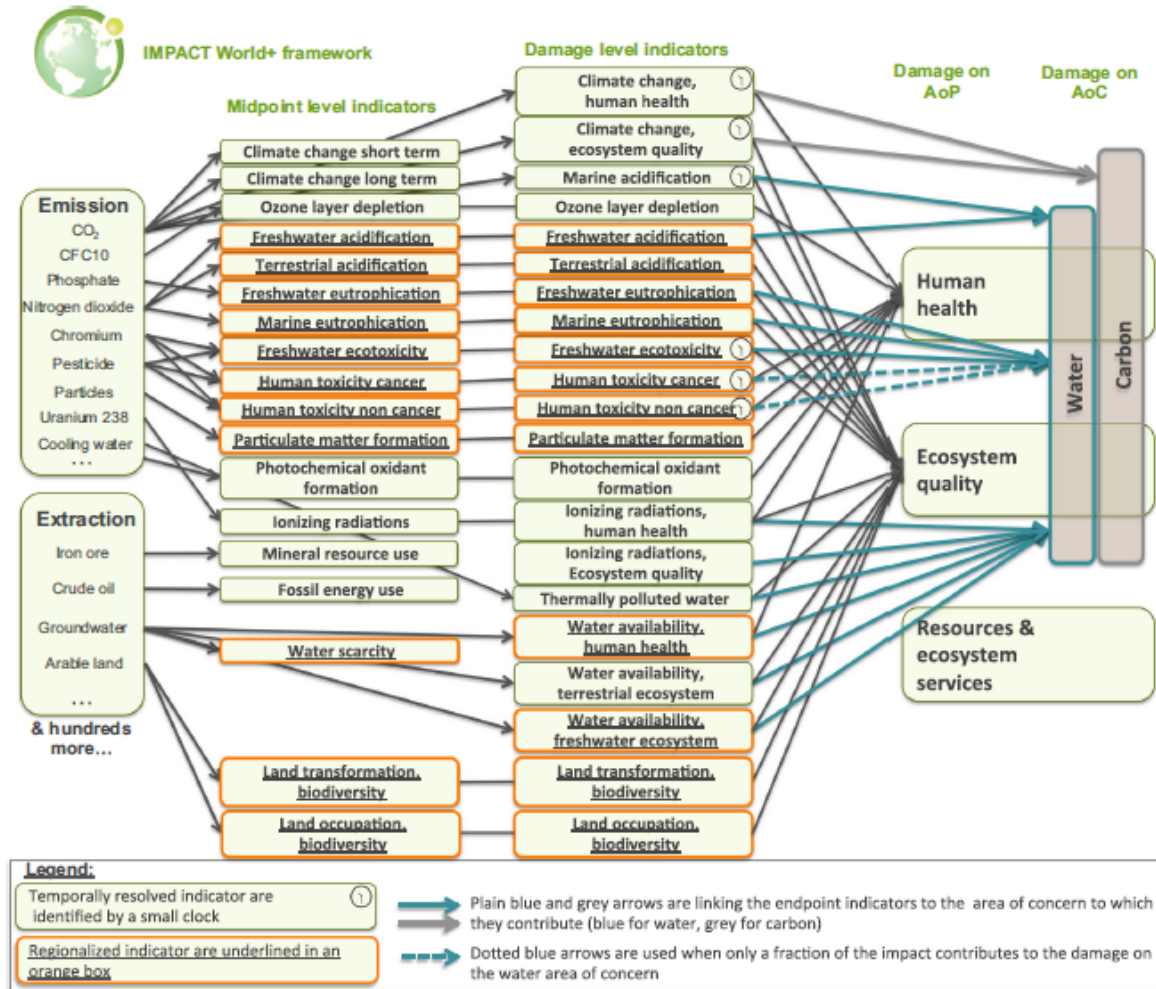 IMPACT World+ framework
Midpoint level indicators
Damage level indicators
Damage on
AoP
Damage on
AoC
Emission
CO₂
CFC10
Phosphate
Nitrogen dioxide
Chromium
Pesticide
Particles
Uranium 238
Cooling water
...
Extraction
Iron ore
Crude oil
Groundwater
Arable land
...
& hundreds
more...
Climate change short term
Climate change long term
Ozone layer depletion
Freshwater acidification
Terrestrial acidification
Freshwater eutrophication
Marine eutrophication
Freshwater ecotoxicity
Human toxicity cancer
Human toxicity non cancer
Particulate matter formation
Photochemical oxidant
formation
Ionizing radiations
Mineral resource use
Fossil energy use
Water scarcity
Land transformation,
biodiversity
Land occupation,
biodiversity
Climate change,
human health
Climate change,
ecosystem quality
Marine acidification
Ozone layer depletion
Freshwater acidification
Terrestrial acidification
Freshwater eutrophication
Marine eutrophication
Freshwater ecotoxicity
Human toxicity cancer
Human toxicity non cancer
Particulate matter formation
Photochemical oxidant
formation
Ionizing radiations,
human health
Ionizing radiations,
Ecosystem quality
Thermally polluted water
Water availability,
human health
Water availability,
terrestrial ecosystem
Water availability,
freshwater ecosystem
Land transformation,
biodiversity
Land occupation,
biodiversity
Human
health
Ecosystem
quality
Resources &
ecosystem
services
Water
Carbon
Legend:
Temporally resolved indicator are
identified by a small clock
Regionalized indicator are underlined in an
orange box
Plain blue and grey arrows are linking the endpoint indicators to the area of concern to which
they contribute (blue for water, grey for carbon)
Dotted blue arrows are used when only a fraction of the impact contributes to the damage on
the water area of concern